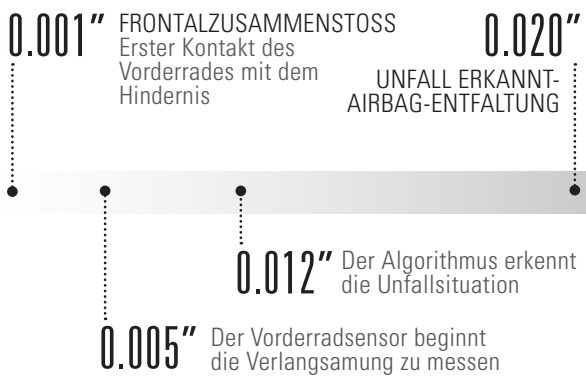 0.001″
FRONTALZUSAMMENSTOSS
Erster Kontakt des
Vorderrades mit dem
Hindernis
0.020″
UNFALL ERKANNT-
AIRBAG-ENTFALTUNG
0.012″
Der Algorithmus erkennt
die Unfallsituation
0.005″
Der Vorderradsensor beginnt
die Verlangsamung zu messen